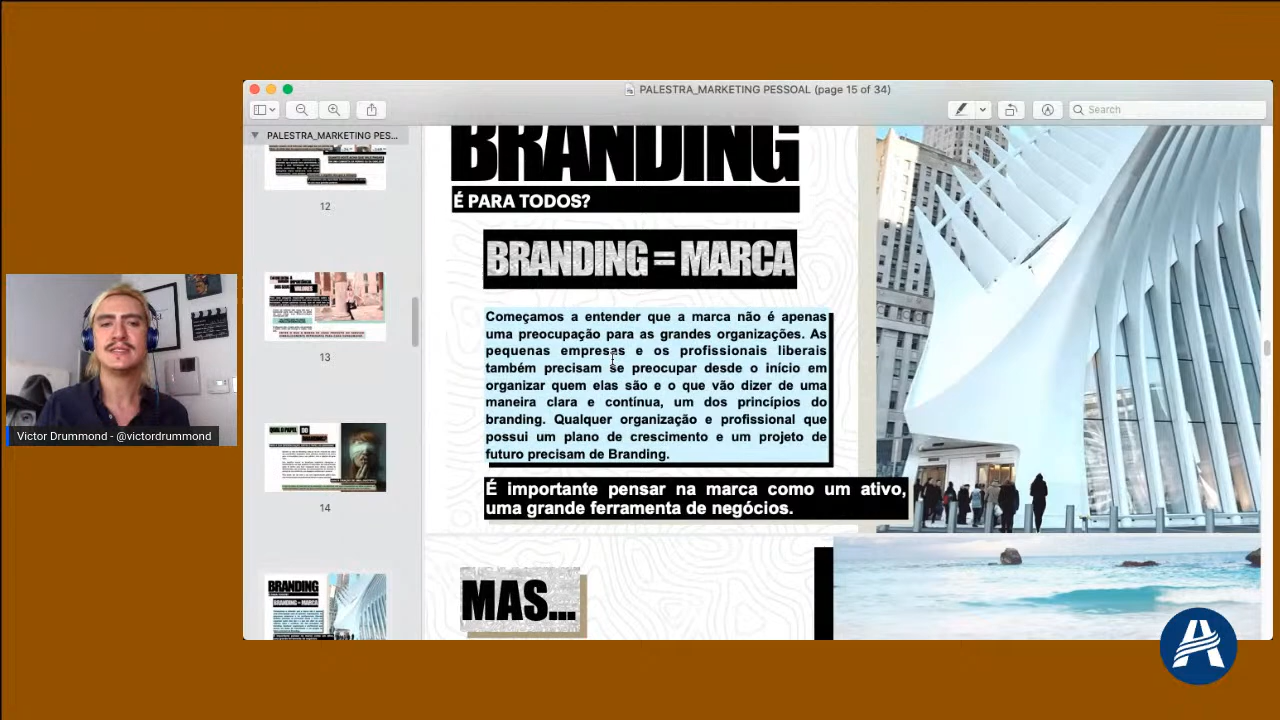 PALESTRA_MARKETING PESSOAL (page 15 of 34)
Search
PALESTRA_MARKETING PES...
12
13
14
BRANDING
É PARA TODOS?
BRANDING = MARCA
Começamos a entender que a marca não é apenas
uma preocupação para as grandes organizações. As
pequenas empresas e os profissionais liberais
também precisam se preocupar desde o início em
organizar quem elas são e o que vão dizer de uma
maneira clara e contínua, um dos princípios do
branding. Qualquer organização e profissional que
possui um plano de crescimento e um projeto de
futuro precisam de Branding.
É importante pensar na marca como um ativo,
uma grande ferramenta de negócios.
MAS...
BRANDING
BRANDING = MARCA
Victor Drummond - @victordrummond